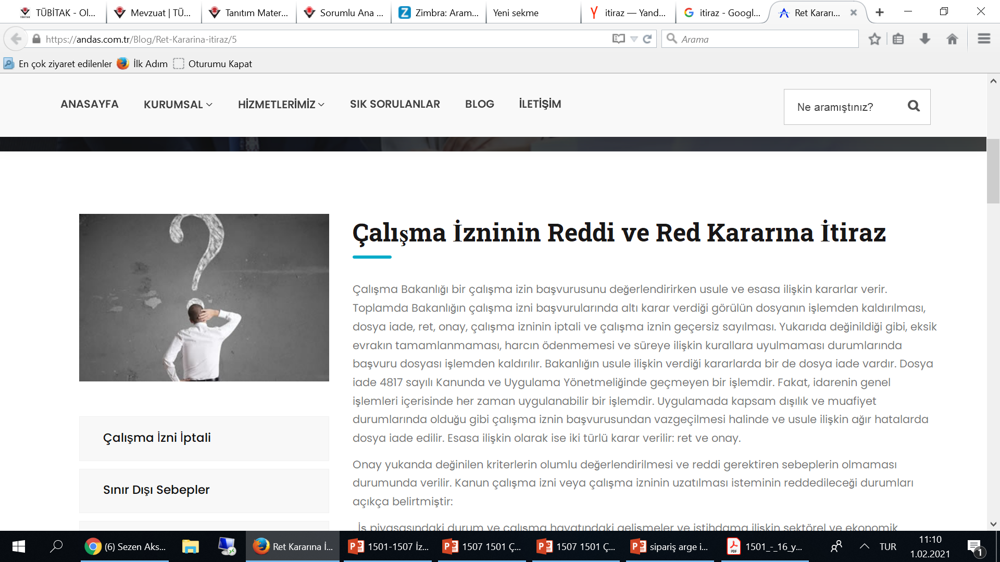 TÜBİTAK - Ol...
Mevzuat | TÜ...
Tanıtım Mater...
Sorumlu Ana ...
Zimbra: Aram...
Yeni sekme
itiraz — Yand...
itiraz - Googl...
Ret Kararı...
https://andas.com.tr/Blog/Ret-Kararina-itiraz/5
Arama
En çok ziyaret edilenler
İlk Adım
Oturumu Kapat
ANASAYFA
KURUMSAL
HİZMETLERİMİZ
SIK SORULANLAR
BLOG
İLETİŞİM
Ne aramıştınız?
Çalışma İzninin Reddi ve Red Kararına İtiraz
Çalışma Bakanlığı bir çalışma izin başvurusunu değerlendirirken usule ve esasa ilişkin kararlar verir.
Toplamda Bakanlığın çalışma izni başvurularında altı karar verdiği görülün dosyanın işlemden kaldırılması,
dosya iade, ret, onay, çalışma izninin iptali ve çalışma iznin geçersiz sayılması. Yukarıda değinildiği gibi, eksik
evrakın tamamlanmaması, harcın ödenmemesi ve süreye ilişkin kurallara uyulmaması durumlarında
başvuru dosyası işlemden kaldırılır. Bakanlığın usule ilişkin verdiği kararlarda bir de dosya iade vardır. Dosya
iade 4817 sayılı Kanunda ve Uygulama Yönetmeliğinde geçmeyen bir işlemdir. Fakat, idarenin genel
işlemleri içerisinde her zaman uygulanabilir bir işlemdir. Uygulamada kapsam dışılık ve muafiyet
durumlarında olduğu gibi çalışma iznin başvurusundan vazgeçilmesi halinde ve usule ilişkin ağır hatalarda
dosya iade edilir. Esasa ilişkin olarak ise iki türlü karar verilir: ret ve onay.
Onay yukanda değinilen kriterlerin olumlu değerlendirilmesi ve reddi gerektiren sebeplerin olmaması
durumunda verilir. Kanun çalışma izni veya çalışma izninin uzatılması isteminin reddedileceği durumları
açıkça belirtmiştir:
. İş piyasasındaki durum ve çalışma hayatındaki gelişmeler ve istihdama ilişkin sektörel ve ekonomik
Çalışma İzni İptali
Sınır Dışı Sebepler
(6) Sezen Aks...
Ret Kararına İ...
1501-1507 İz...
1507 1501 Ç...
1507 1501 Ç...
sipariş arge i...
1501_-_16_y...
TUR
11:10
1.02.2021
1